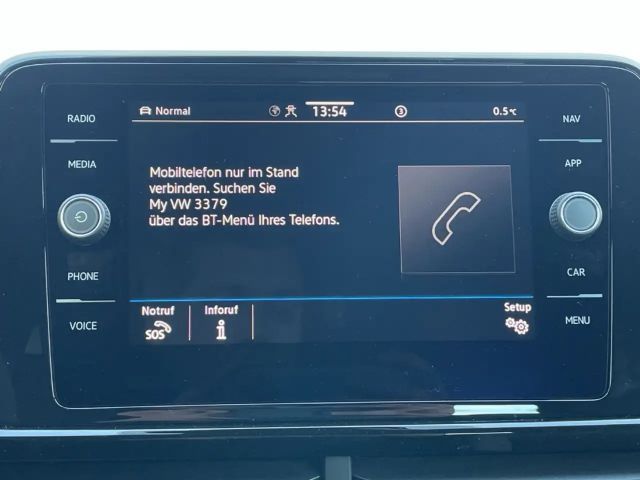 RADIO
MEDIA
PHONE
VOICE
Normal
13:54
3
0.5°C
Mobiltelefon nur im Stand
verbinden. Suchen Sie
My VW 3379
über das BT-Menü Ihres Telefons.
Notruf
SOS
Inforuf
i
Setup
NAV
APP
CAR
MENU